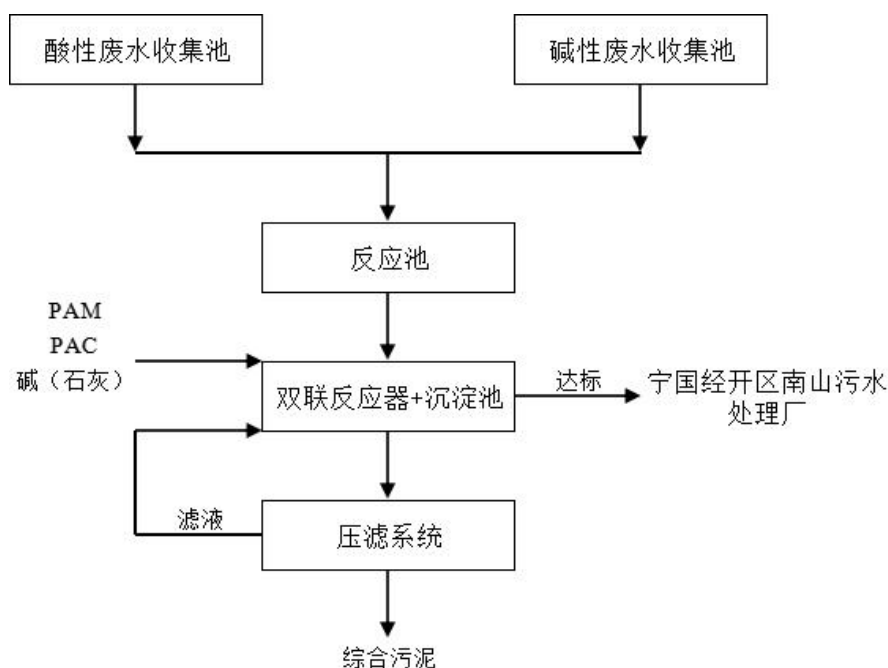 酸性废水收集池
碱性废水收集池
反应池
PAM
PAC
碱（石灰）
双联反应器+沉淀池
达标
宁国经开区南山污水
处理厂
滤液
压滤系统
综合污泥